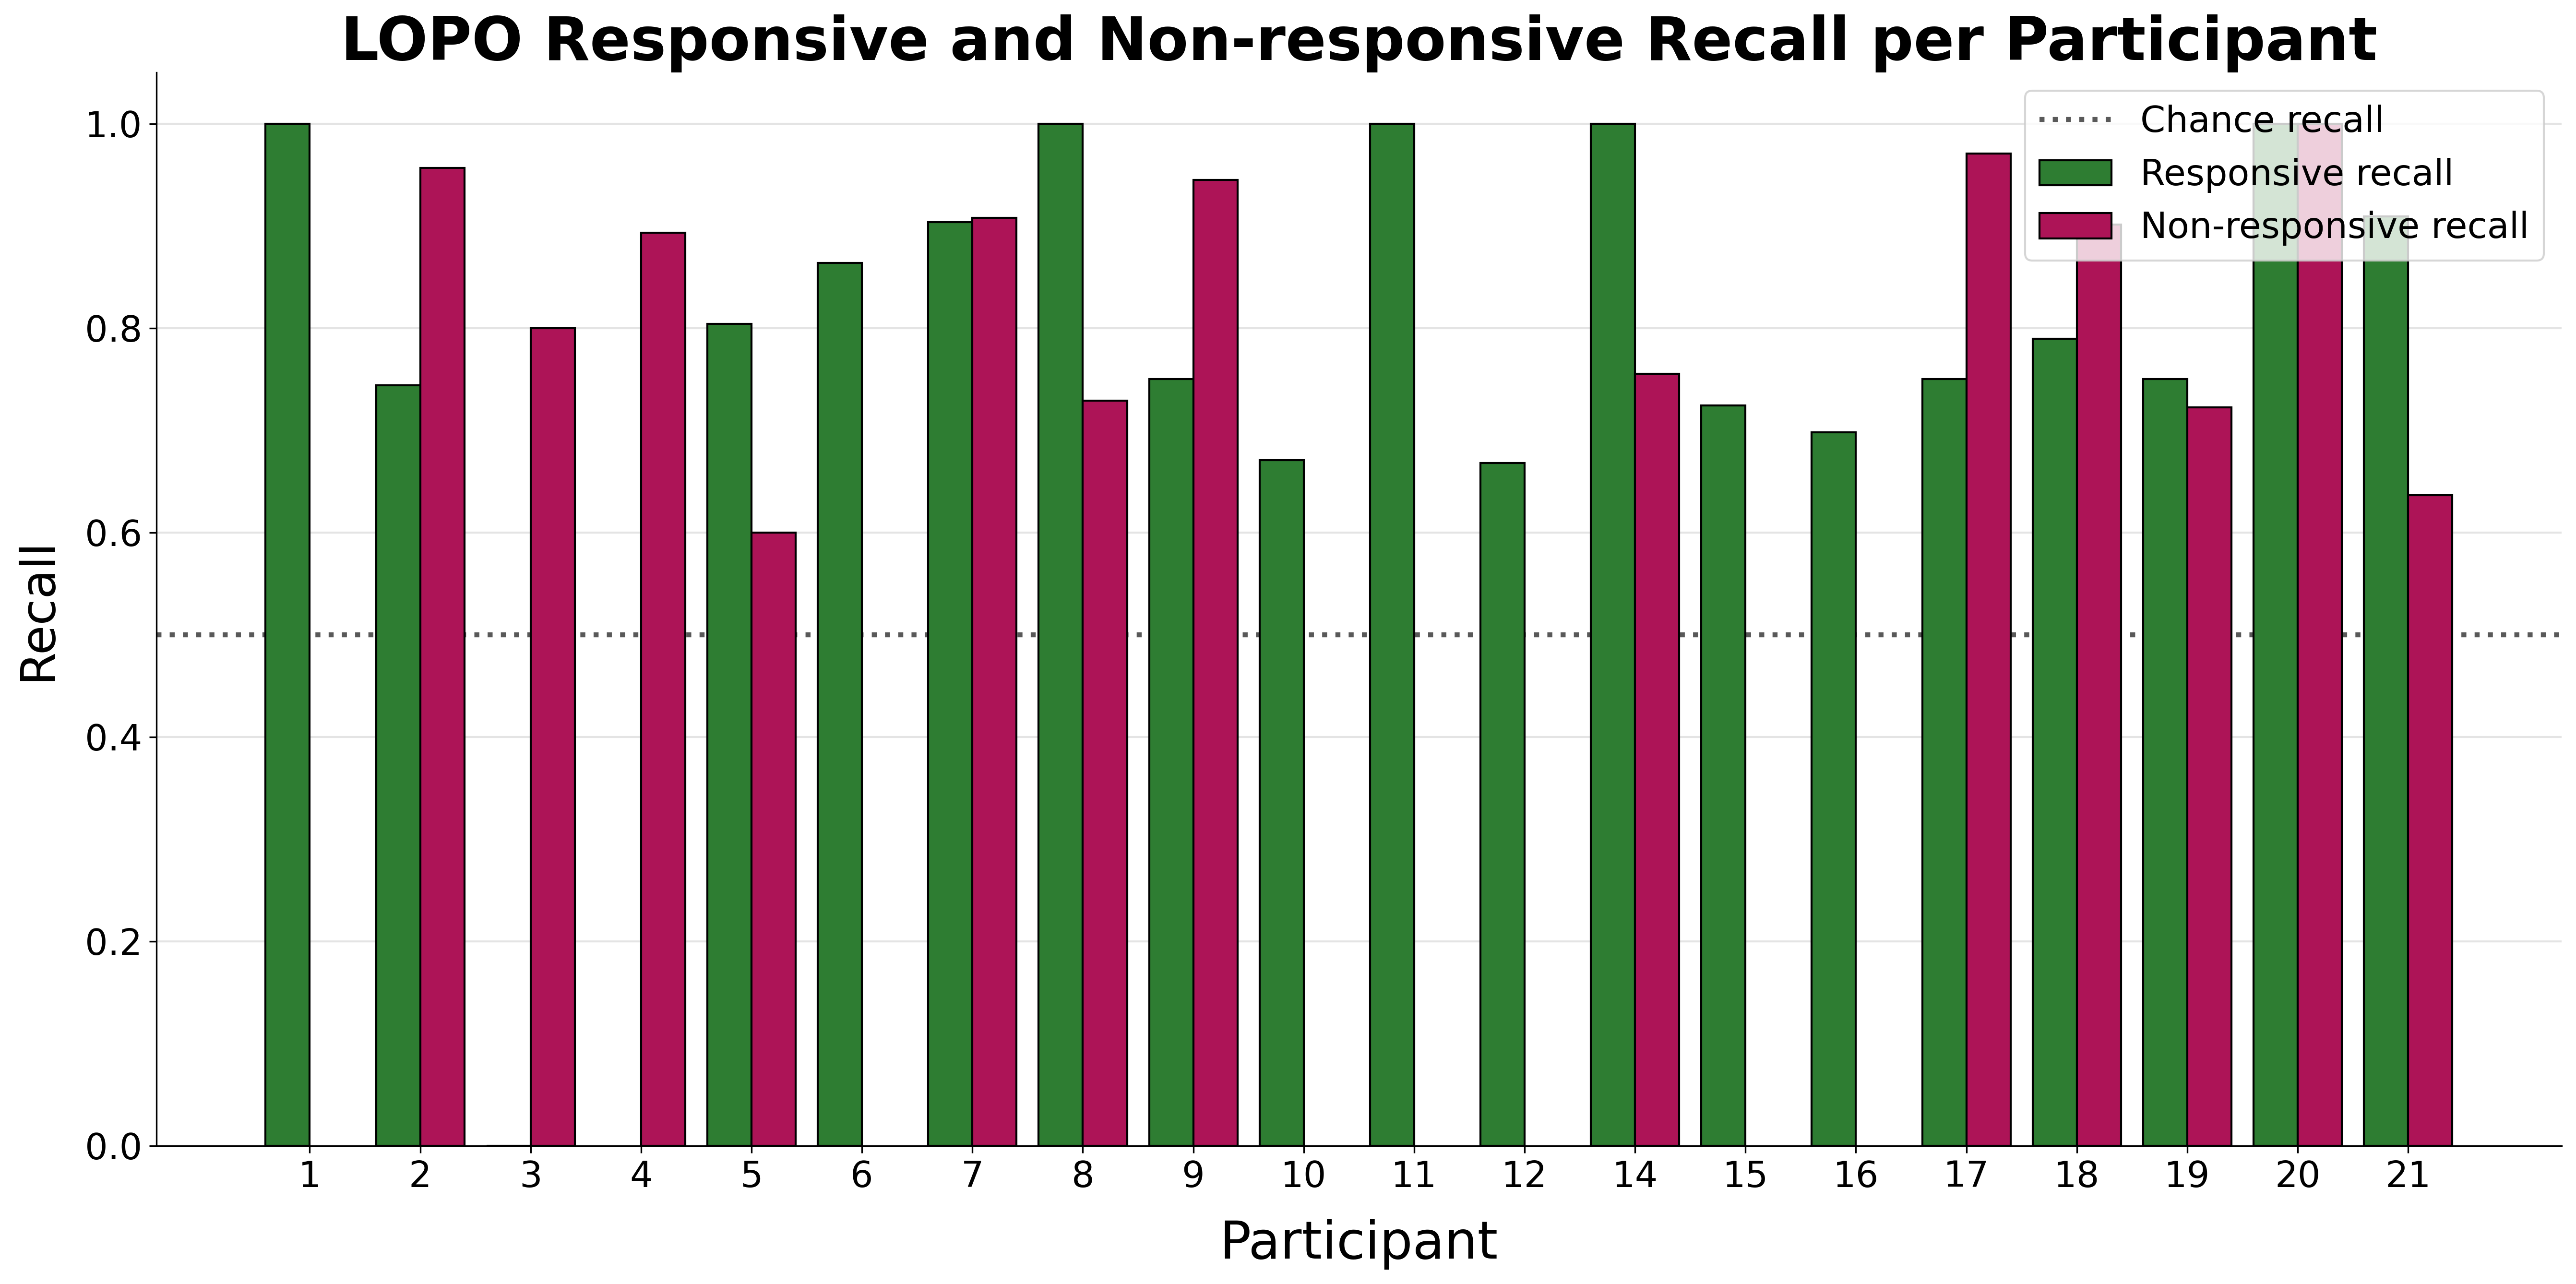 LOPO Responsive and Non-responsive Recall per Participant
Chance recall
Responsive recall
Non-responsive recall
Recall
1.0
0.8
0.6
0.4
0.2
0.0
1 2 3 4 5 6 7 8 9 10 11 12 14 15 16 17 18 19 20 21
Participant